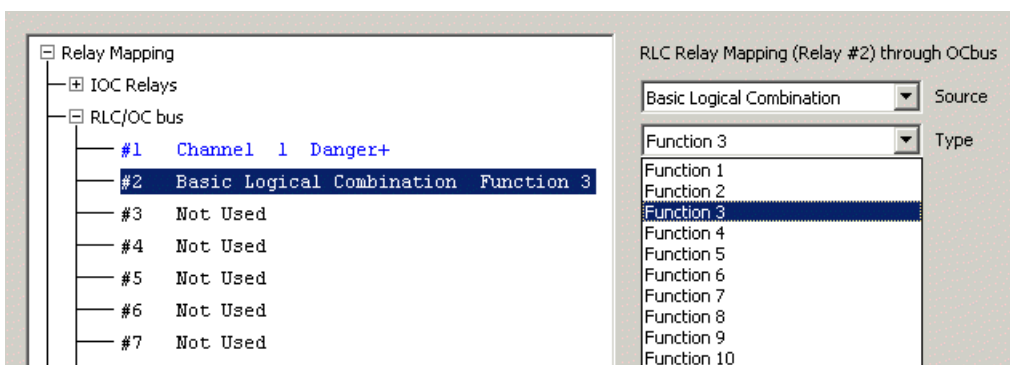 Relay Mapping
IOC Relays
RLC/OC bus
#1 Channel 1 Danger+
#2 Basic Logical Combination Function 3
#3 Not Used
#4 Not Used
#5 Not Used
#6 Not Used
#7 Not Used
RLC Relay Mapping (Relay #2) through OCbus
Basic Logical Combination Source
Function 3 Type
Function 1
Function 2
Function 3
Function 4
Function 5
Function 6
Function 7
Function 8
Function 9
Function 10